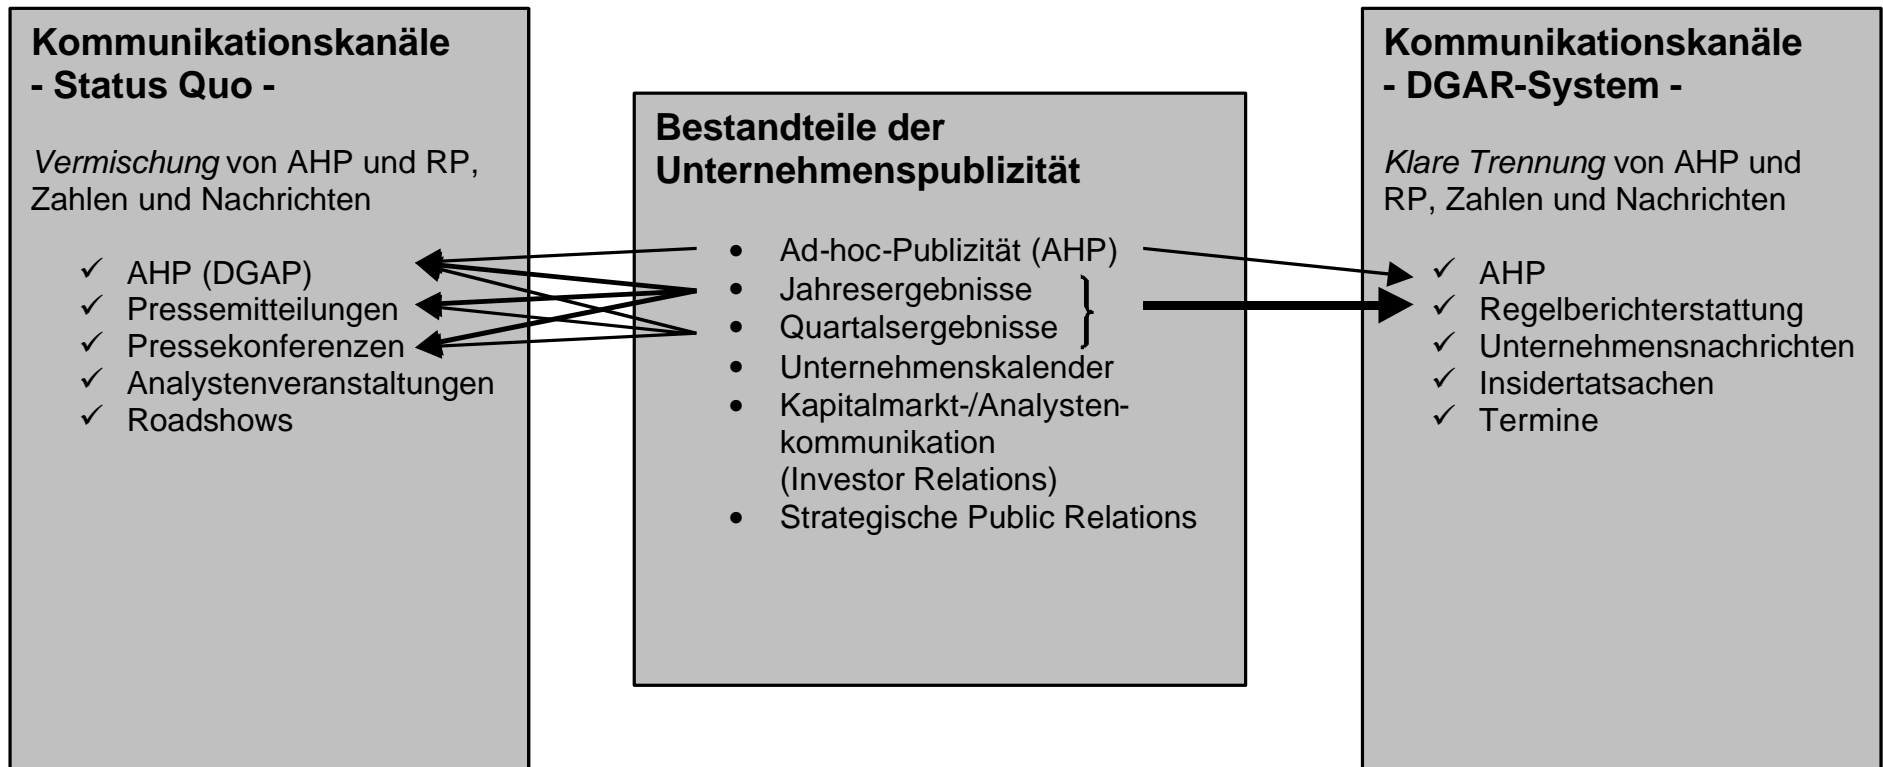 Kommunikationskanäle
- Status Quo -
Vermischung von AHP und RP,
Zahlen und Nachrichten
✓ AHP (DGAP)
✓ Pressemitteilungen
✓ Pressekonferenzen
✓ Analystenveranstaltungen
✓ Roadshows
Bestandteile der
Unternehmenspublizität
• Ad-hoc-Publizität (AHP)
• Jahresergebnisse
• Quartalsergebnisse
• Unternehmenskalender
• Kapitalmarkt-/Analysten-
kommunikation
(Investor Relations)
• Strategische Public Relations
Kommunikationskanäle
- DGAR-System -
Klare Trennung von AHP und
RP, Zahlen und Nachrichten
✓ AHP
✓ Regelberichterstattung
✓ Unternehmensnachrichten
✓ Insidertatsachen
✓ Termine